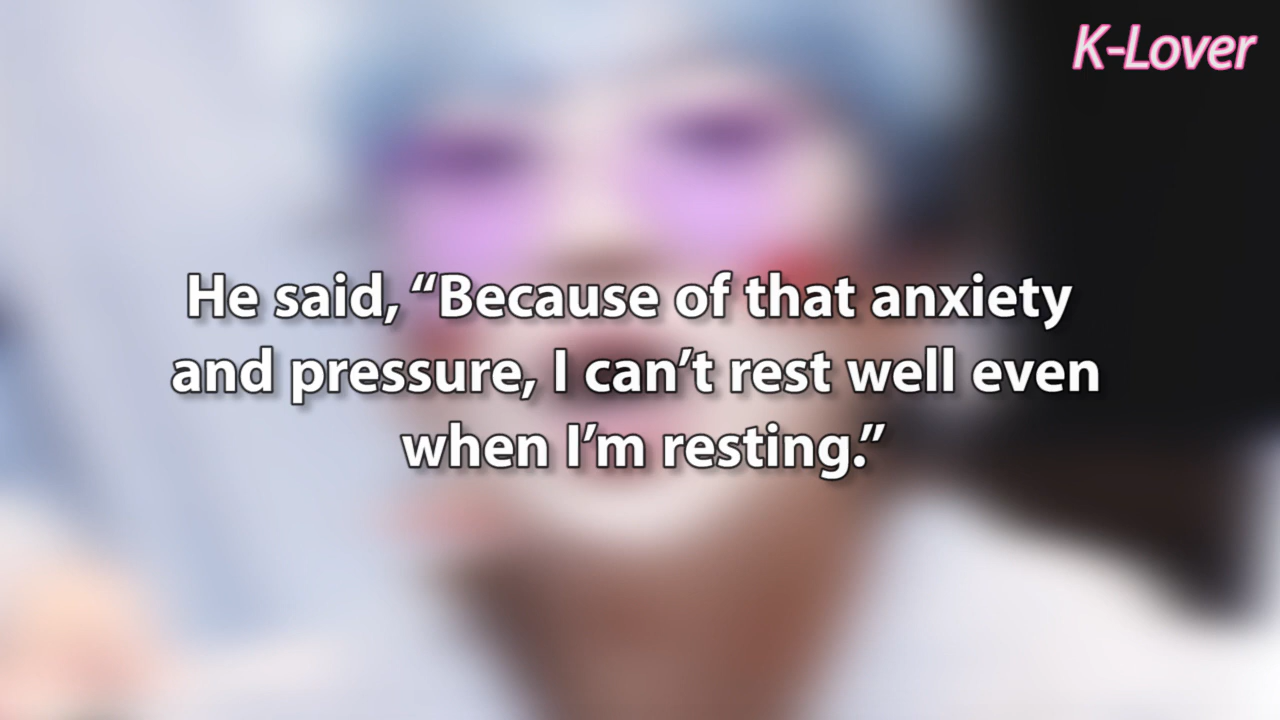 K-Lover
He said, “Because of that anxiety
and pressure, I can’t rest well even
when I’m resting.”